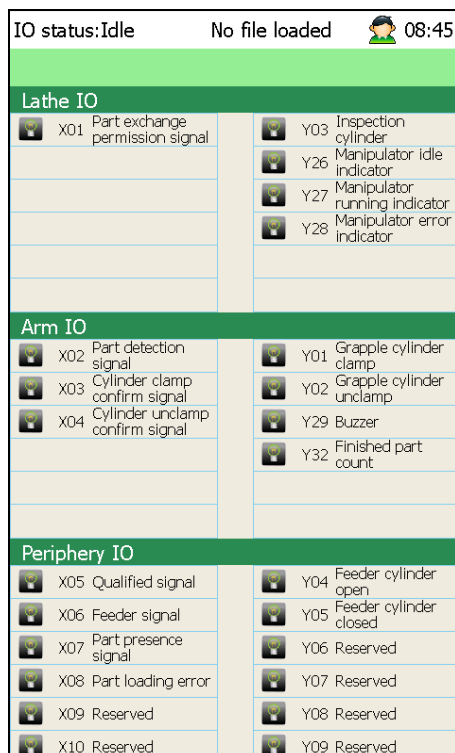 IO status:Idle No file loaded 08:45
Lathe IO
X01 Part exchange
permission signal
Y03 Inspection
cylinder
Y26 Manipulator idle
indicator
Y27 Manipulator
running indicator
Y28 Manipulator error
indicator
Arm IO
X02 Part detection
signal
X03 Cylinder clamp
confirm signal
X04 Cylinder unclamp
confirm signal
Y01 Grapple cylinder
clamp
Y02 Grapple cylinder
unclamp
Y29 Buzzer
Y32 Finished part
count
Periphery IO
X05 Qualified signal
X06 Feeder signal
X07 Part presence
signal
X08 Part loading error
X09 Reserved
X10 Reserved
Y04 Feeder cylinder
open
Y05 Feeder cylinder
closed
Y06 Reserved
Y07 Reserved
Y08 Reserved
Y09 Reserved